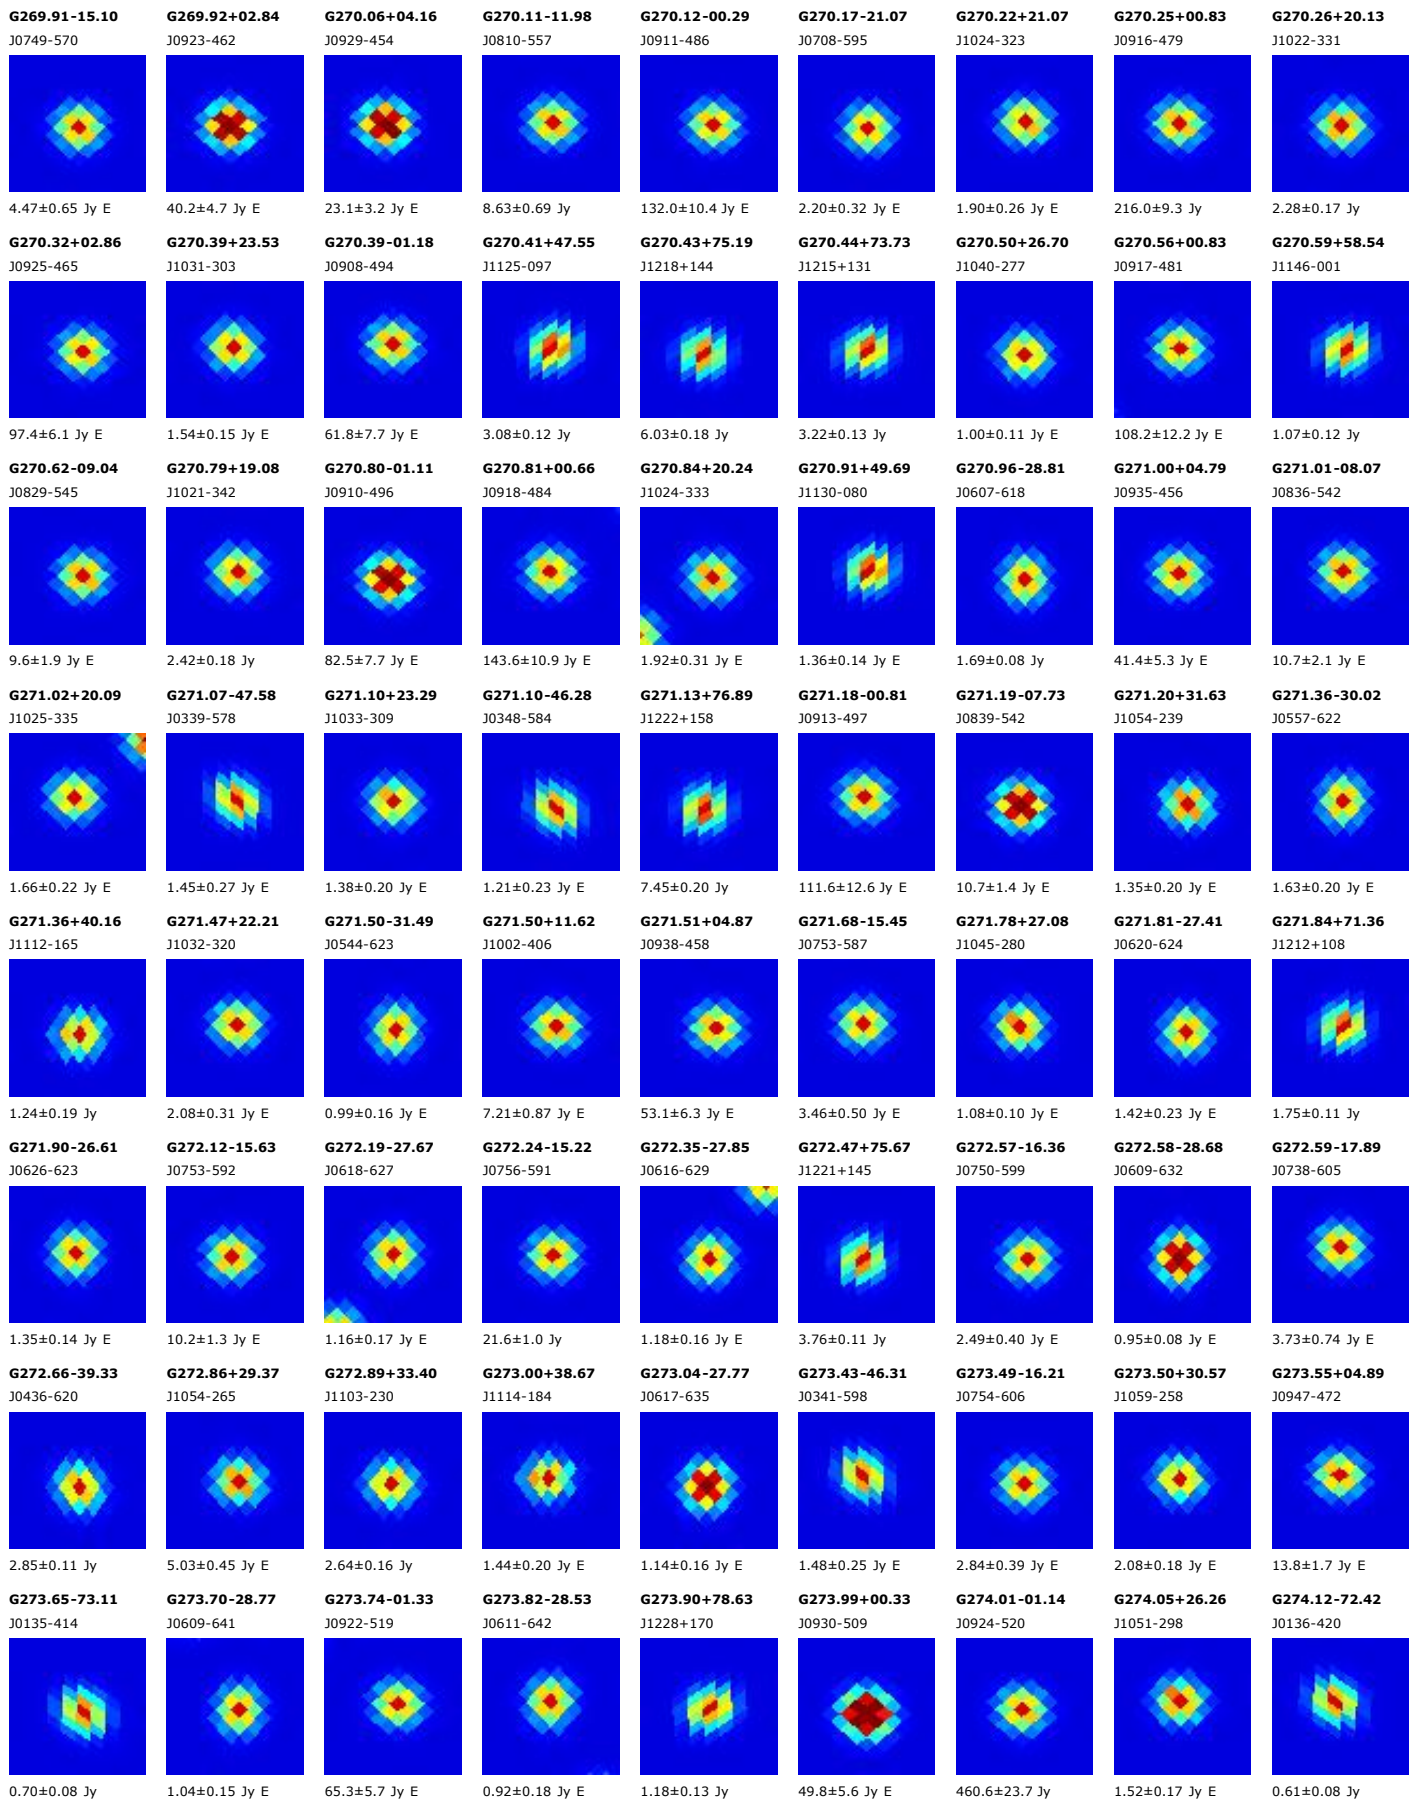 G269.91-15.10 G269.92+02.84 G270.06+04.16 G270.11-11.98 G270.12-00.29 G270.17-21.07 G270.22+21.07 G270.25+00.83 G270.26+20.13
J0749-570 J0923-462 J0929-454 J0810-557 J0911-486 J0708-595 J1024-323 J0916-479 J1022-331
4.47±0.65 Jy E 40.2±4.7 Jy E 23.1±3.2 Jy E 8.63±0.69 Jy 132.0±10.4 Jy E 2.20±0.32 Jy E 1.90±0.26 Jy E 216.0±9.3 Jy 2.28±0.17 Jy
G270.32+02.86 G270.39+23.53 G270.39-01.18 G270.41+47.55 G270.43+75.19 G270.44+73.73 G270.50+26.70 G270.56+00.83 G270.59+58.54
J0925-465 J1031-303 J0908-494 J1125-097 J1218+144 J1215+131 J1040-277 J0917-481 J1146-001
97.4±6.1 Jy E 1.54±0.15 Jy E 61.8±7.7 Jy E 3.08±0.12 Jy 6.03±0.18 Jy 3.22±0.13 Jy 1.00±0.11 Jy E 108.2±12.2 Jy E 1.07±0.12 Jy
G270.62-09.04 G270.79+19.08 G270.80-01.11 G270.81+00.66 G270.84+20.24 G270.91+49.69 G270.96-28.81 G271.00+04.79 G271.01-08.07
J0829-545 J1021-342 J0910-496 J0918-484 J1024-333 J1130-080 J0607-618 J0935-456 J0836-542
9.6±1.9 Jy E 2.42±0.18 Jy 82.5±7.7 Jy E 143.6±10.9 Jy E 1.92±0.31 Jy E 1.36±0.14 Jy E 1.69±0.08 Jy 41.4±5.3 Jy E 10.7±2.1 Jy E
G271.02+20.09 G271.07-47.58 G271.10+23.29 G271.10-46.28 G271.13+76.89 G271.18-00.81 G271.19-07.73 G271.20+31.63 G271.36-30.02
J1025-335 J0339-578 J1033-309 J0348-584 J1222+158 J0913-497 J0839-542 J1054-239 J0557-622
1.66±0.22 Jy E 1.45±0.27 Jy E 1.38±0.20 Jy E 1.21±0.23 Jy E 7.45±0.20 Jy 111.6±12.6 Jy E 10.7±1.4 Jy E 1.35±0.20 Jy E 1.63±0.20 Jy E
G271.36+40.16 G271.47+22.21 G271.50-31.49 G271.50+11.62 G271.51+04.87 G271.68-15.45 G271.78+27.08 G271.81-27.41 G271.84+71.36
J1112-165 J1032-320 J0544-623 J1002-406 J0938-458 J0753-587 J1045-280 J0620-624 J1212+108
1.24±0.19 Jy 2.08±0.31 Jy E 0.99±0.16 Jy E 7.21±0.87 Jy E 53.1±6.3 Jy E 3.46±0.50 Jy E 1.08±0.10 Jy E 1.42±0.23 Jy E 1.75±0.11 Jy
G271.90-26.61 G272.12-15.63 G272.19-27.67 G272.24-15.22 G272.35-27.85 G272.47+75.67 G272.57-16.36 G272.58-28.68 G272.59-17.89
J0626-623 J0753-592 J0618-627 J0756-591 J0616-629 J1221+145 J0750-599 J0609-632 J0738-605
1.35±0.14 Jy E 10.2±1.3 Jy E 1.16±0.17 Jy E 21.6±1.0 Jy 1.18±0.16 Jy E 3.76±0.11 Jy 2.49±0.40 Jy E 0.95±0.08 Jy E 3.73±0.74 Jy E
G272.66-39.33 G272.86+29.37 G272.89+33.40 G273.00+38.67 G273.04-27.77 G273.43-46.31 G273.49-16.21 G273.50+30.57 G273.55+04.89
J0436-620 J1054-265 J1103-230 J1114-184 J0617-635 J0341-598 J0754-606 J1059-258 J0947-472
2.85±0.11 Jy 5.03±0.45 Jy E 2.64±0.16 Jy 1.44±0.20 Jy E 1.14±0.16 Jy E 1.48±0.25 Jy E 2.84±0.39 Jy E 2.08±0.18 Jy E 13.8±1.7 Jy E
G273.65-73.11 G273.70-28.77 G273.74-01.33 G273.82-28.53 G273.90+78.63 G273.99+00.33 G274.01-01.14 G274.05+26.26 G274.12-72.42
J0135-414 J0609-641 J0922-519 J0611-642 J1228+170 J0930-509 J0924-520 J1051-298 J0136-420
0.70±0.08 Jy 1.04±0.15 Jy E 65.3±5.7 Jy E 0.92±0.18 Jy E 1.18±0.13 Jy 49.8±5.6 Jy E 460.6±23.7 Jy 1.52±0.17 Jy E 0.61±0.08 Jy